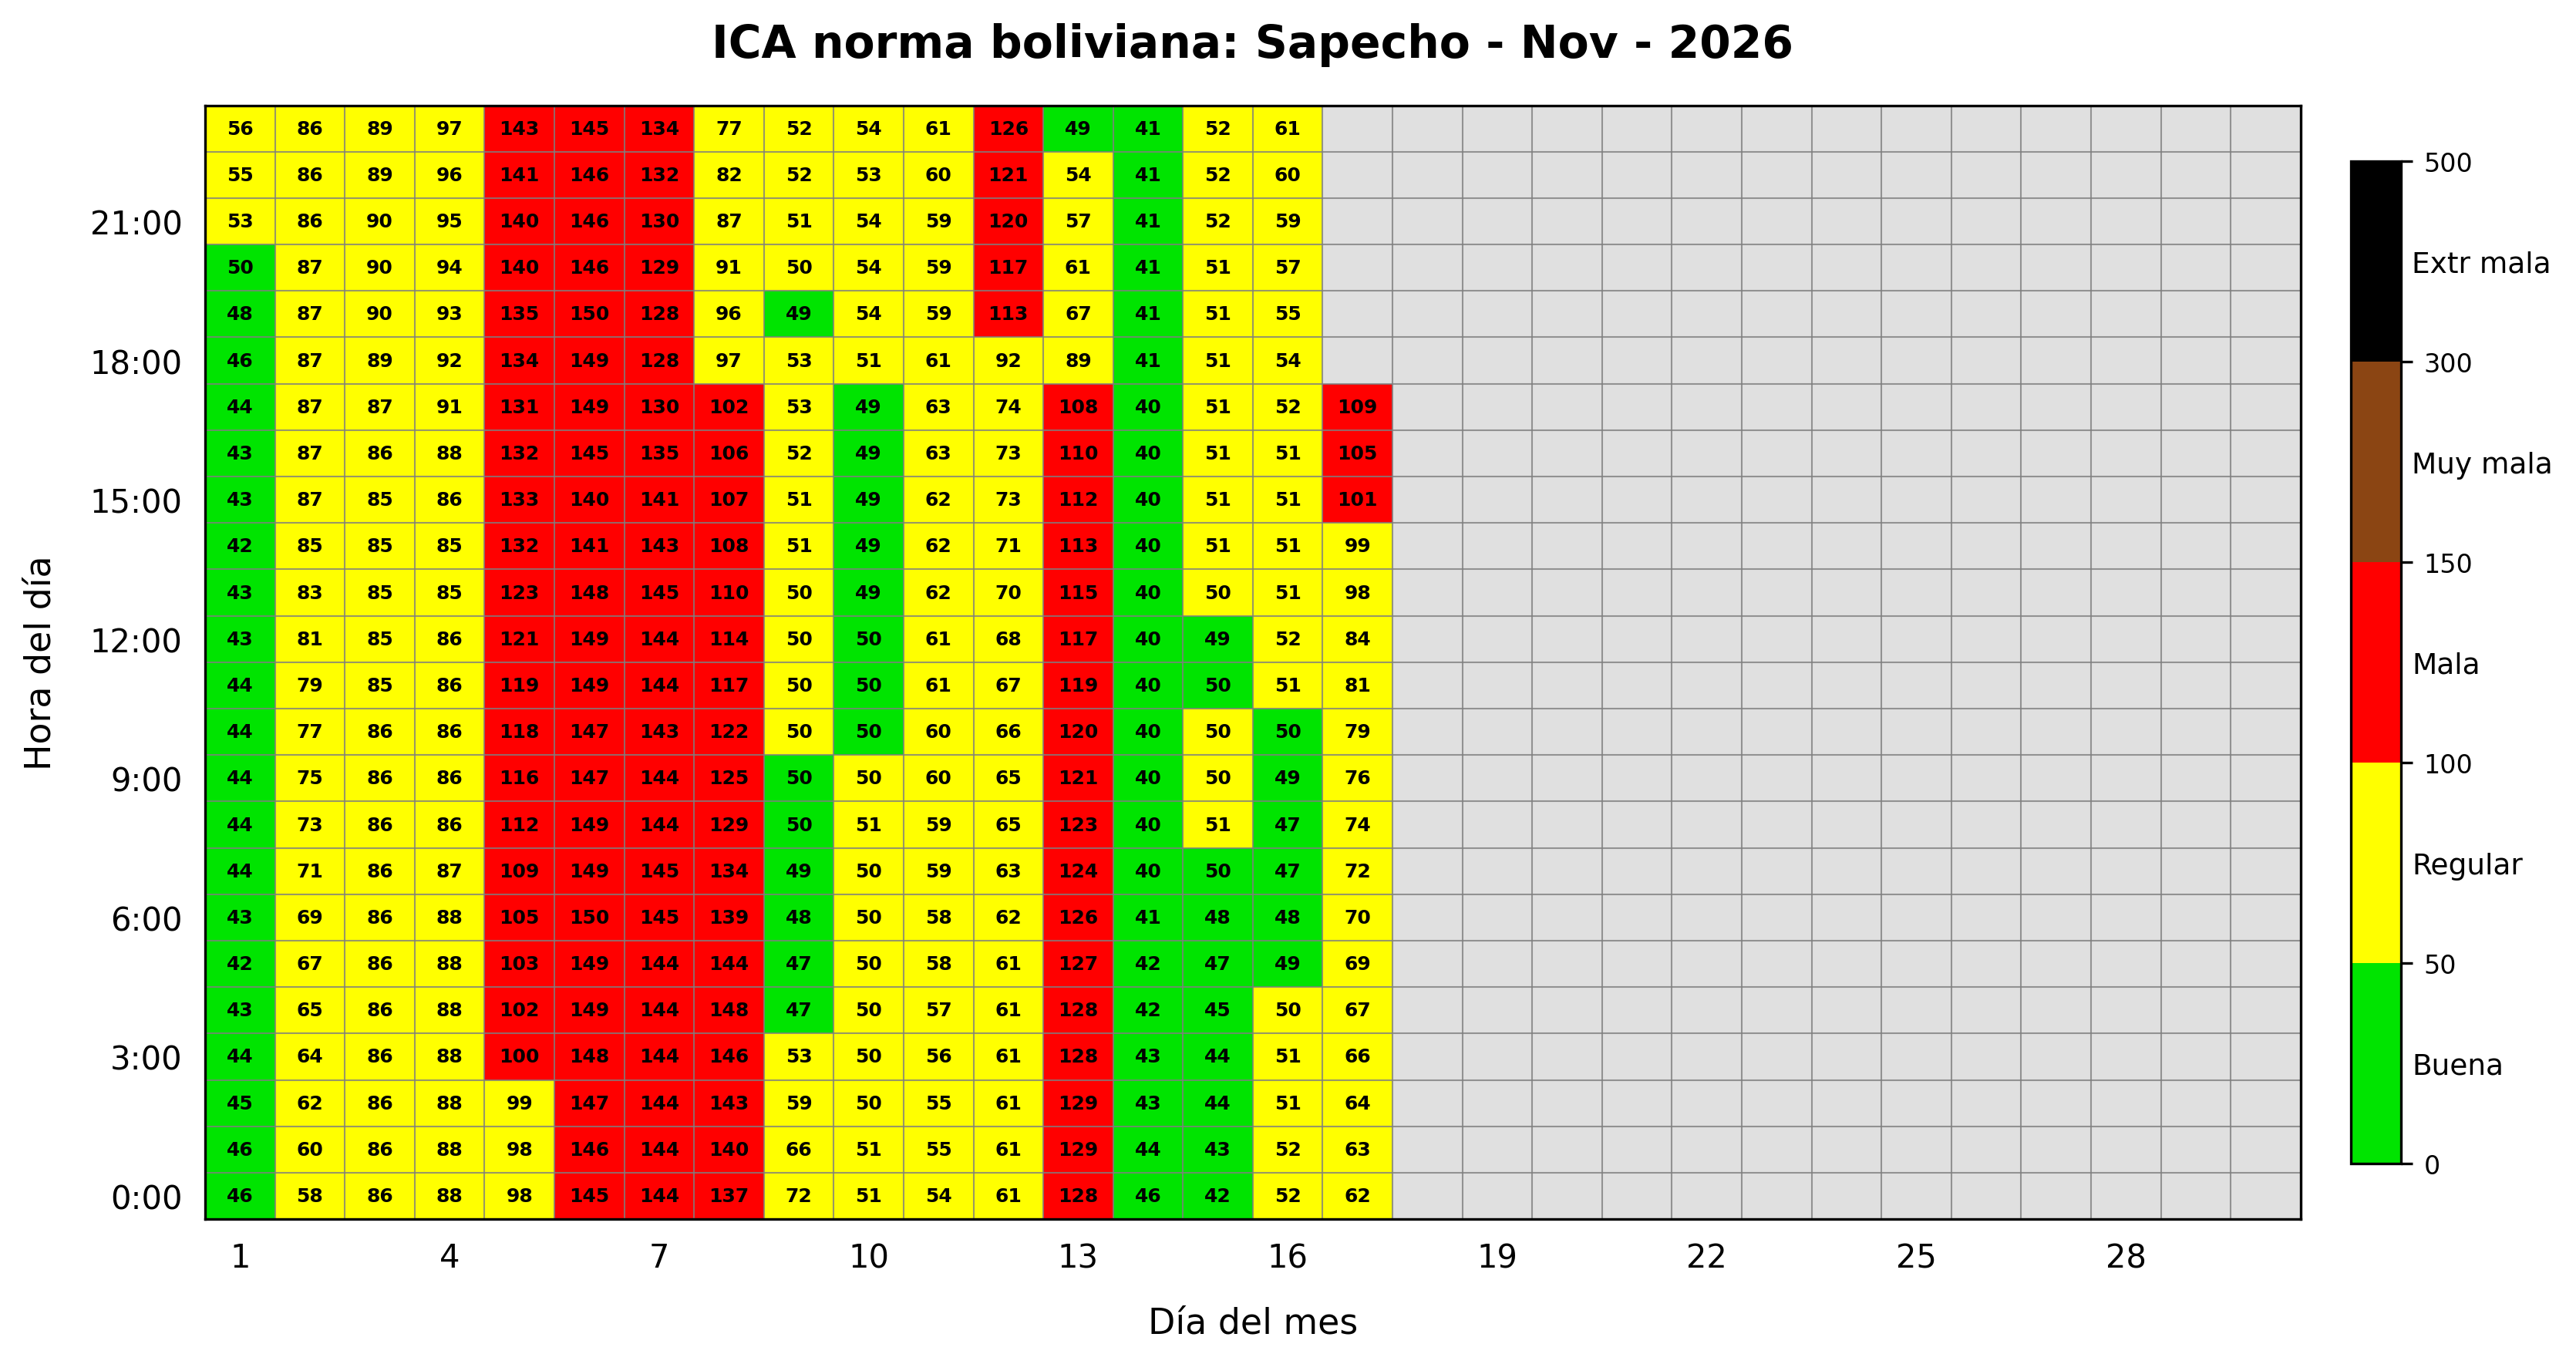 ICA norma boliviana: Sapecho - Nov - 2026
56 86 89 97 143 145 134 77 52 54 61 126 49 41 52 61
55 86 89 96 141 146 132 82 52 53 60 121 54 41 52 60
21:00 53 86 90 95 140 146 130 87 51 54 59 120 57 41 52 59
50 87 90 94 140 146 129 91 50 54 59 117 61 41 51 57
48 87 90 93 135 150 128 96 49 54 59 113 67 41 51 55
18:00 46 87 89 92 134 149 128 97 53 51 61 92 89 41 51 54
44 87 87 91 131 149 130 102 53 49 63 74 108 40 51 52 109
43 87 86 88 132 145 135 106 52 49 63 73 110 40 51 51 105
15:00 43 87 85 86 133 140 141 107 51 49 62 73 112 40 51 51 101
42 85 85 85 132 141 143 108 51 49 62 71 113 40 51 51 99
43 83 85 85 123 148 145 110 50 49 62 70 115 40 50 51 98
12:00 43 81 85 86 121 149 144 114 50 50 61 68 117 40 49 52 84
44 79 85 86 119 149 144 117 50 50 61 67 119 40 50 51 81
44 77 86 86 118 147 143 122 50 50 60 66 120 40 50 50 79
9:00 44 75 86 86 116 147 144 125 50 50 60 65 121 40 50 49 76
44 73 86 86 112 149 144 129 50 51 59 65 123 40 51 47 74
44 71 86 87 109 149 145 134 49 50 59 63 124 40 50 47 72
6:00 43 69 86 88 105 150 145 139 48 50 58 62 126 41 48 48 70
42 67 86 88 103 149 144 144 47 50 58 61 127 42 47 49 69
43 65 86 88 102 149 144 148 47 50 57 61 128 42 45 50 67
3:00 44 64 86 88 100 148 144 146 53 50 56 61 128 43 44 51 66
45 62 86 88 99 147 144 143 59 50 55 61 129 43 44 51 64
46 60 86 88 98 146 144 140 66 51 55 61 129 44 43 52 63
0:00 46 58 86 88 98 145 144 137 72 51 54 61 128 46 42 52 62
1 4 7 10 13 16 19 22 25 28
Día del mes
Hora del día
500
Extr mala
300
Muy mala
150
Mala
100
Regular
50
Buena
0